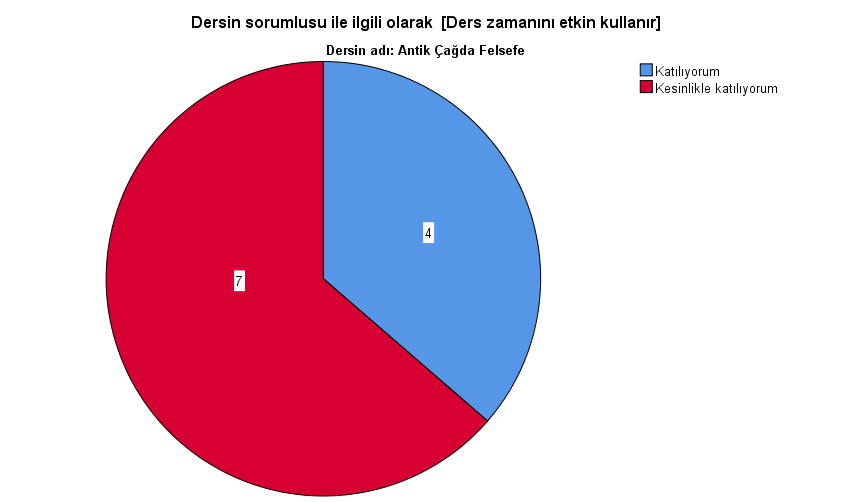 Dersin sorumlusu ile ilgili olarak  [Ders zamanını etkin kullanır]
Dersin adı: Antik Çağda Felsefe
Katılıyorum
Kesinlikle katılıyorum
4
7